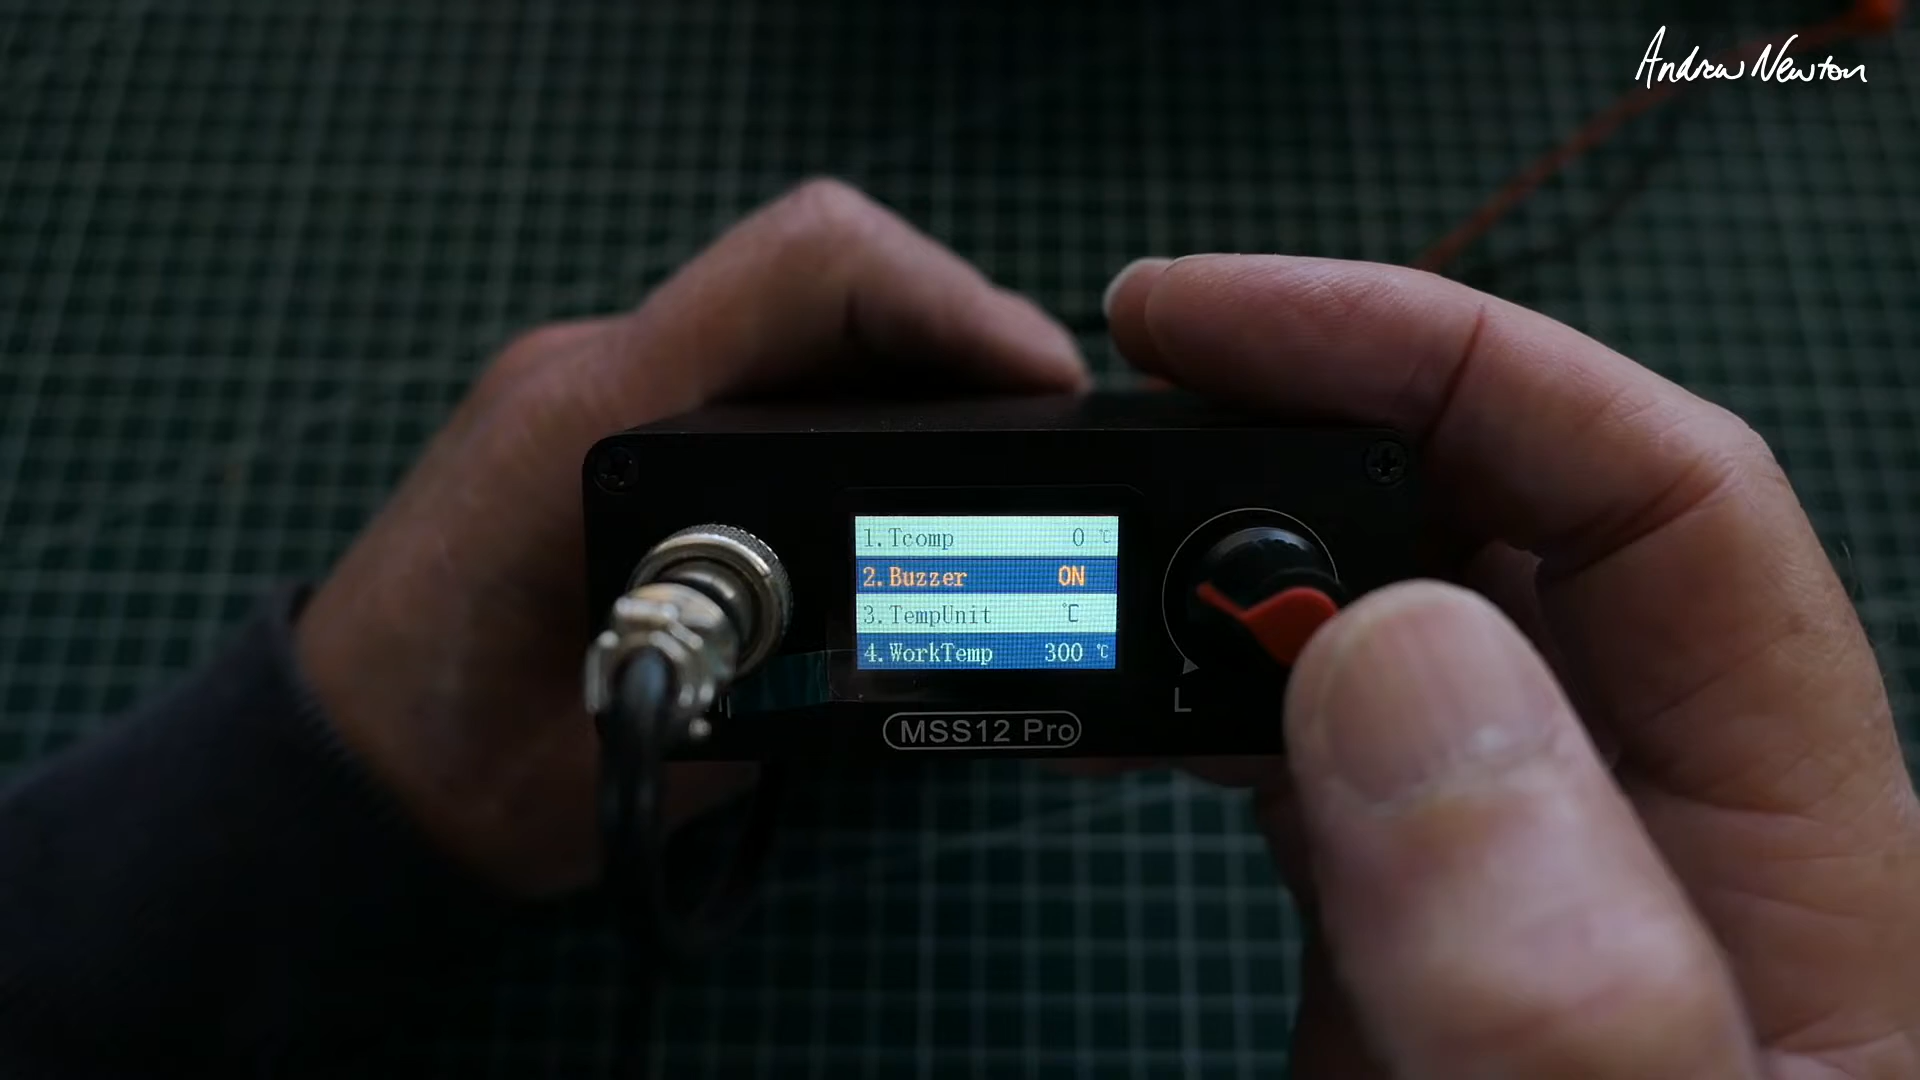 Andrew Newton
1.Tcomp 0 ℃
2.Buzzer ON
3.TempUnit ℃
4.WorkTemp 300 ℃
L
MSS12 Pro